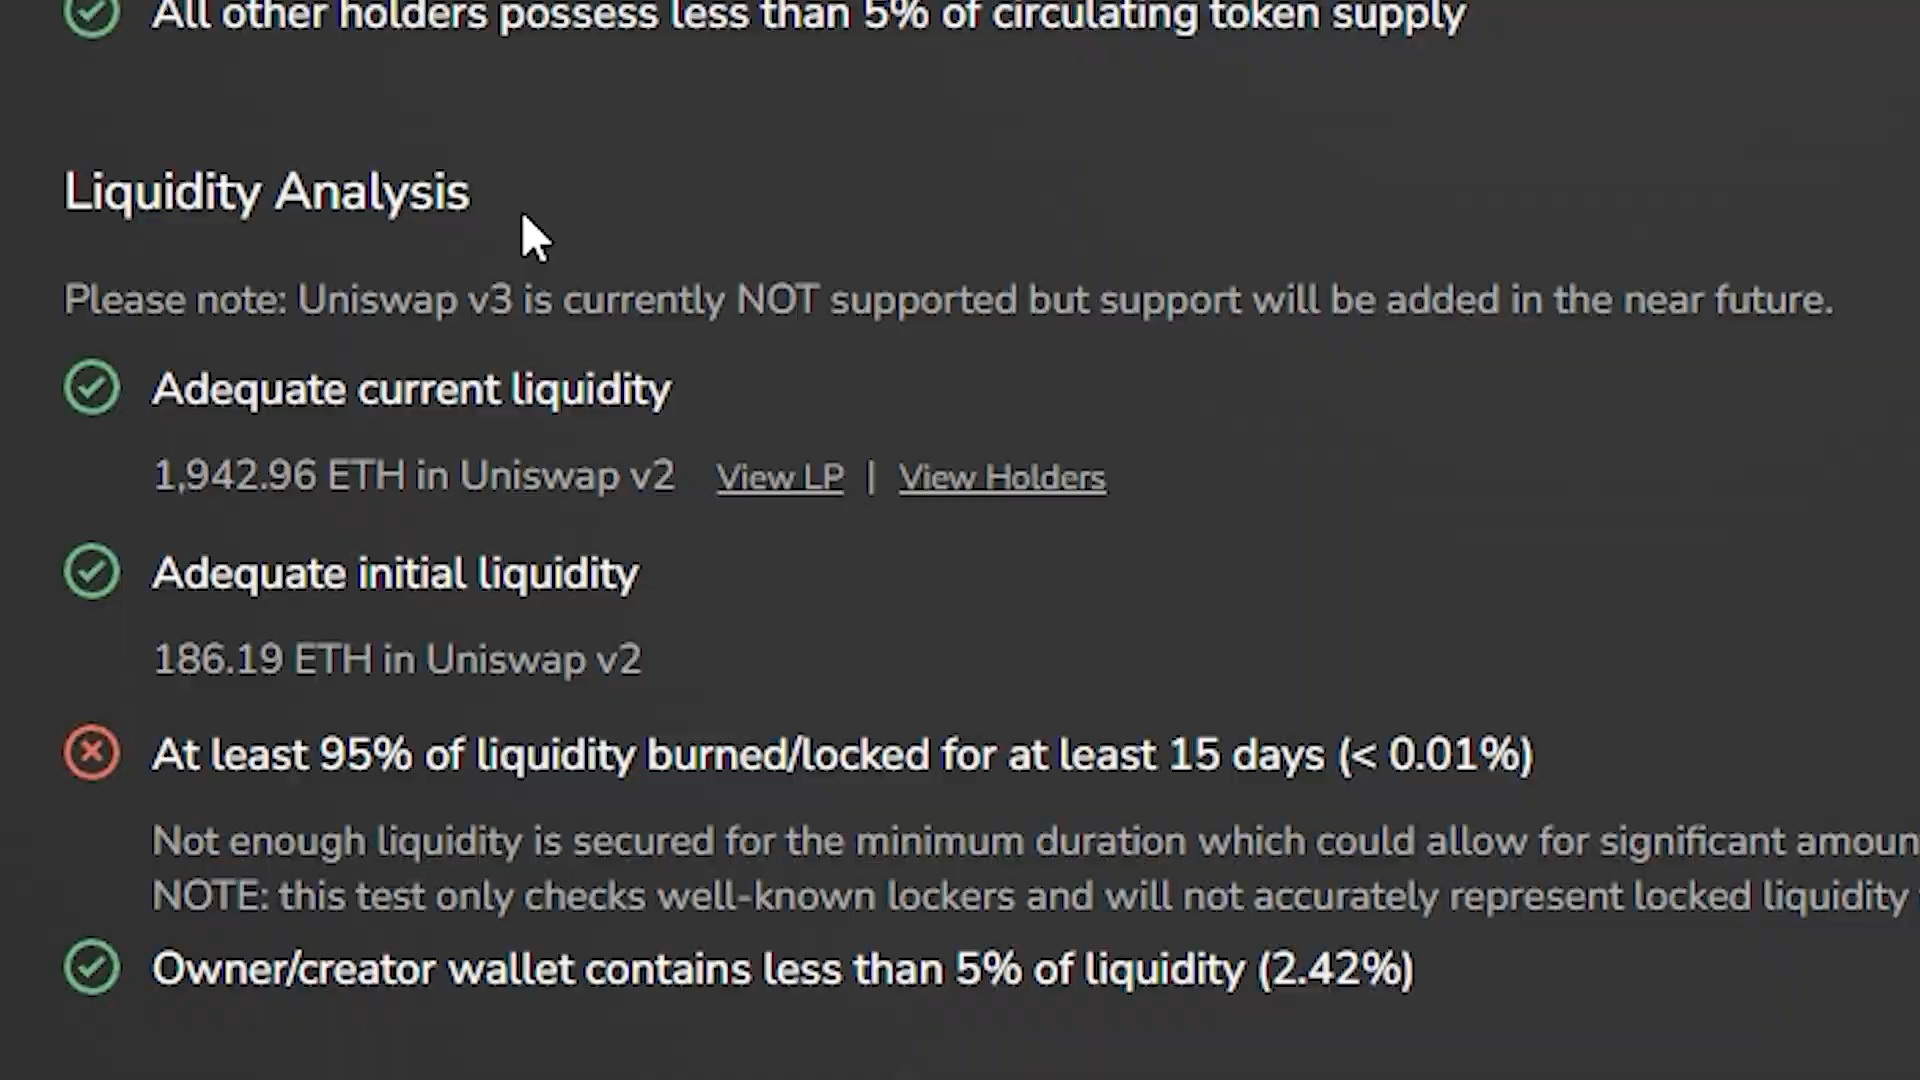 All other holders possess less than 5% of circulating token supply
Liquidity Analysis
Please note: Uniswap v3 is currently NOT supported but support will be added in the near future.
Adequate current liquidity
1,942.96 ETH in Uniswap v2 View LP | View Holders
Adequate initial liquidity
186.19 ETH in Uniswap v2
At least 95% of liquidity burned/locked for at least 15 days (< 0.01%)
Not enough liquidity is secured for the minimum duration which could allow for significant amoun
NOTE: this test only checks well-known lockers and will not accurately represent locked liquidity
Owner/creator wallet contains less than 5% of liquidity (2.42%)